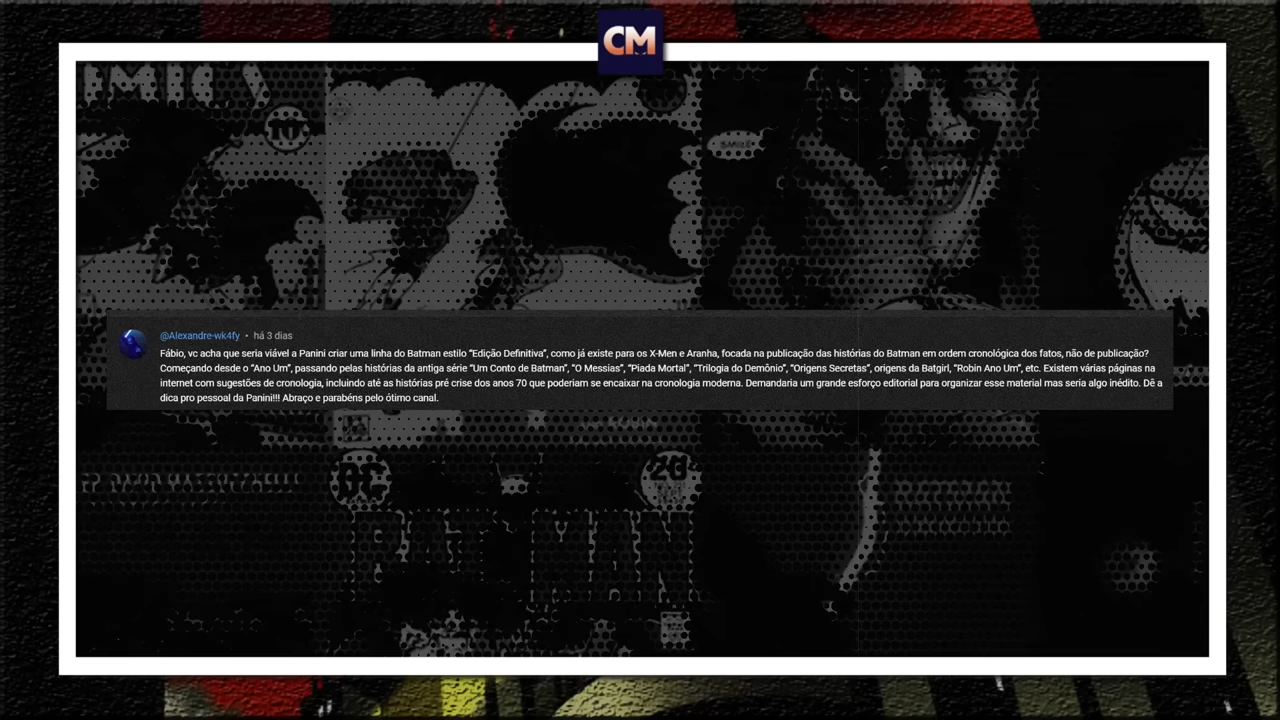 CM
@Alexandre-wk4fy • há 3 dias
Fábio, vc acha que seria viável a Panini criar uma linha do Batman estilo “Edição Definitiva”, como já existe para os X-Men e Aranha, focada na publicação das histórias do Batman em ordem cronológica dos fatos, não de publicação?
Começando desde o “Ano Um”, passando pelas histórias da antiga série “Um Conto de Batman”, “O Messias”, “Piada Mortal”, “Trilogia do Demônio”, “Origens Secretas”, origens da Batgirl, “Robin Ano Um”, etc. Existem várias páginas na
internet com sugestões de cronologia, incluindo até as histórias pré crise dos anos 70 que poderiam se encaixar na cronologia moderna. Demandaria um grande esforço editorial para organizar esse material mas seria algo inédito. Dê a
dica pro pessoal da Panini!!! Abraço e parabéns pelo ótimo canal.
DC
20
BATMAN